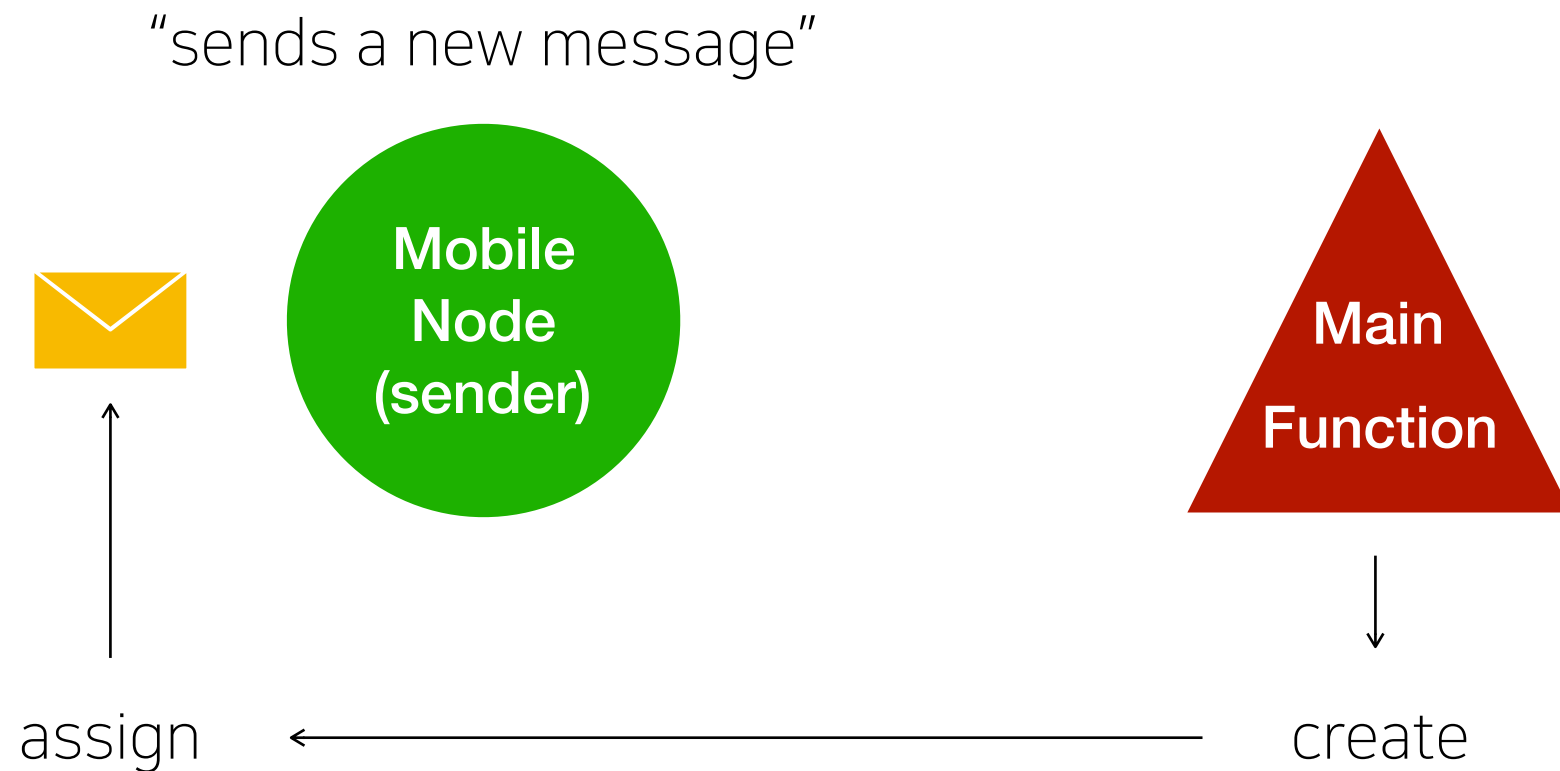 “sends a new message”
Mobile
Node
(sender)
Main
Function
assign
create